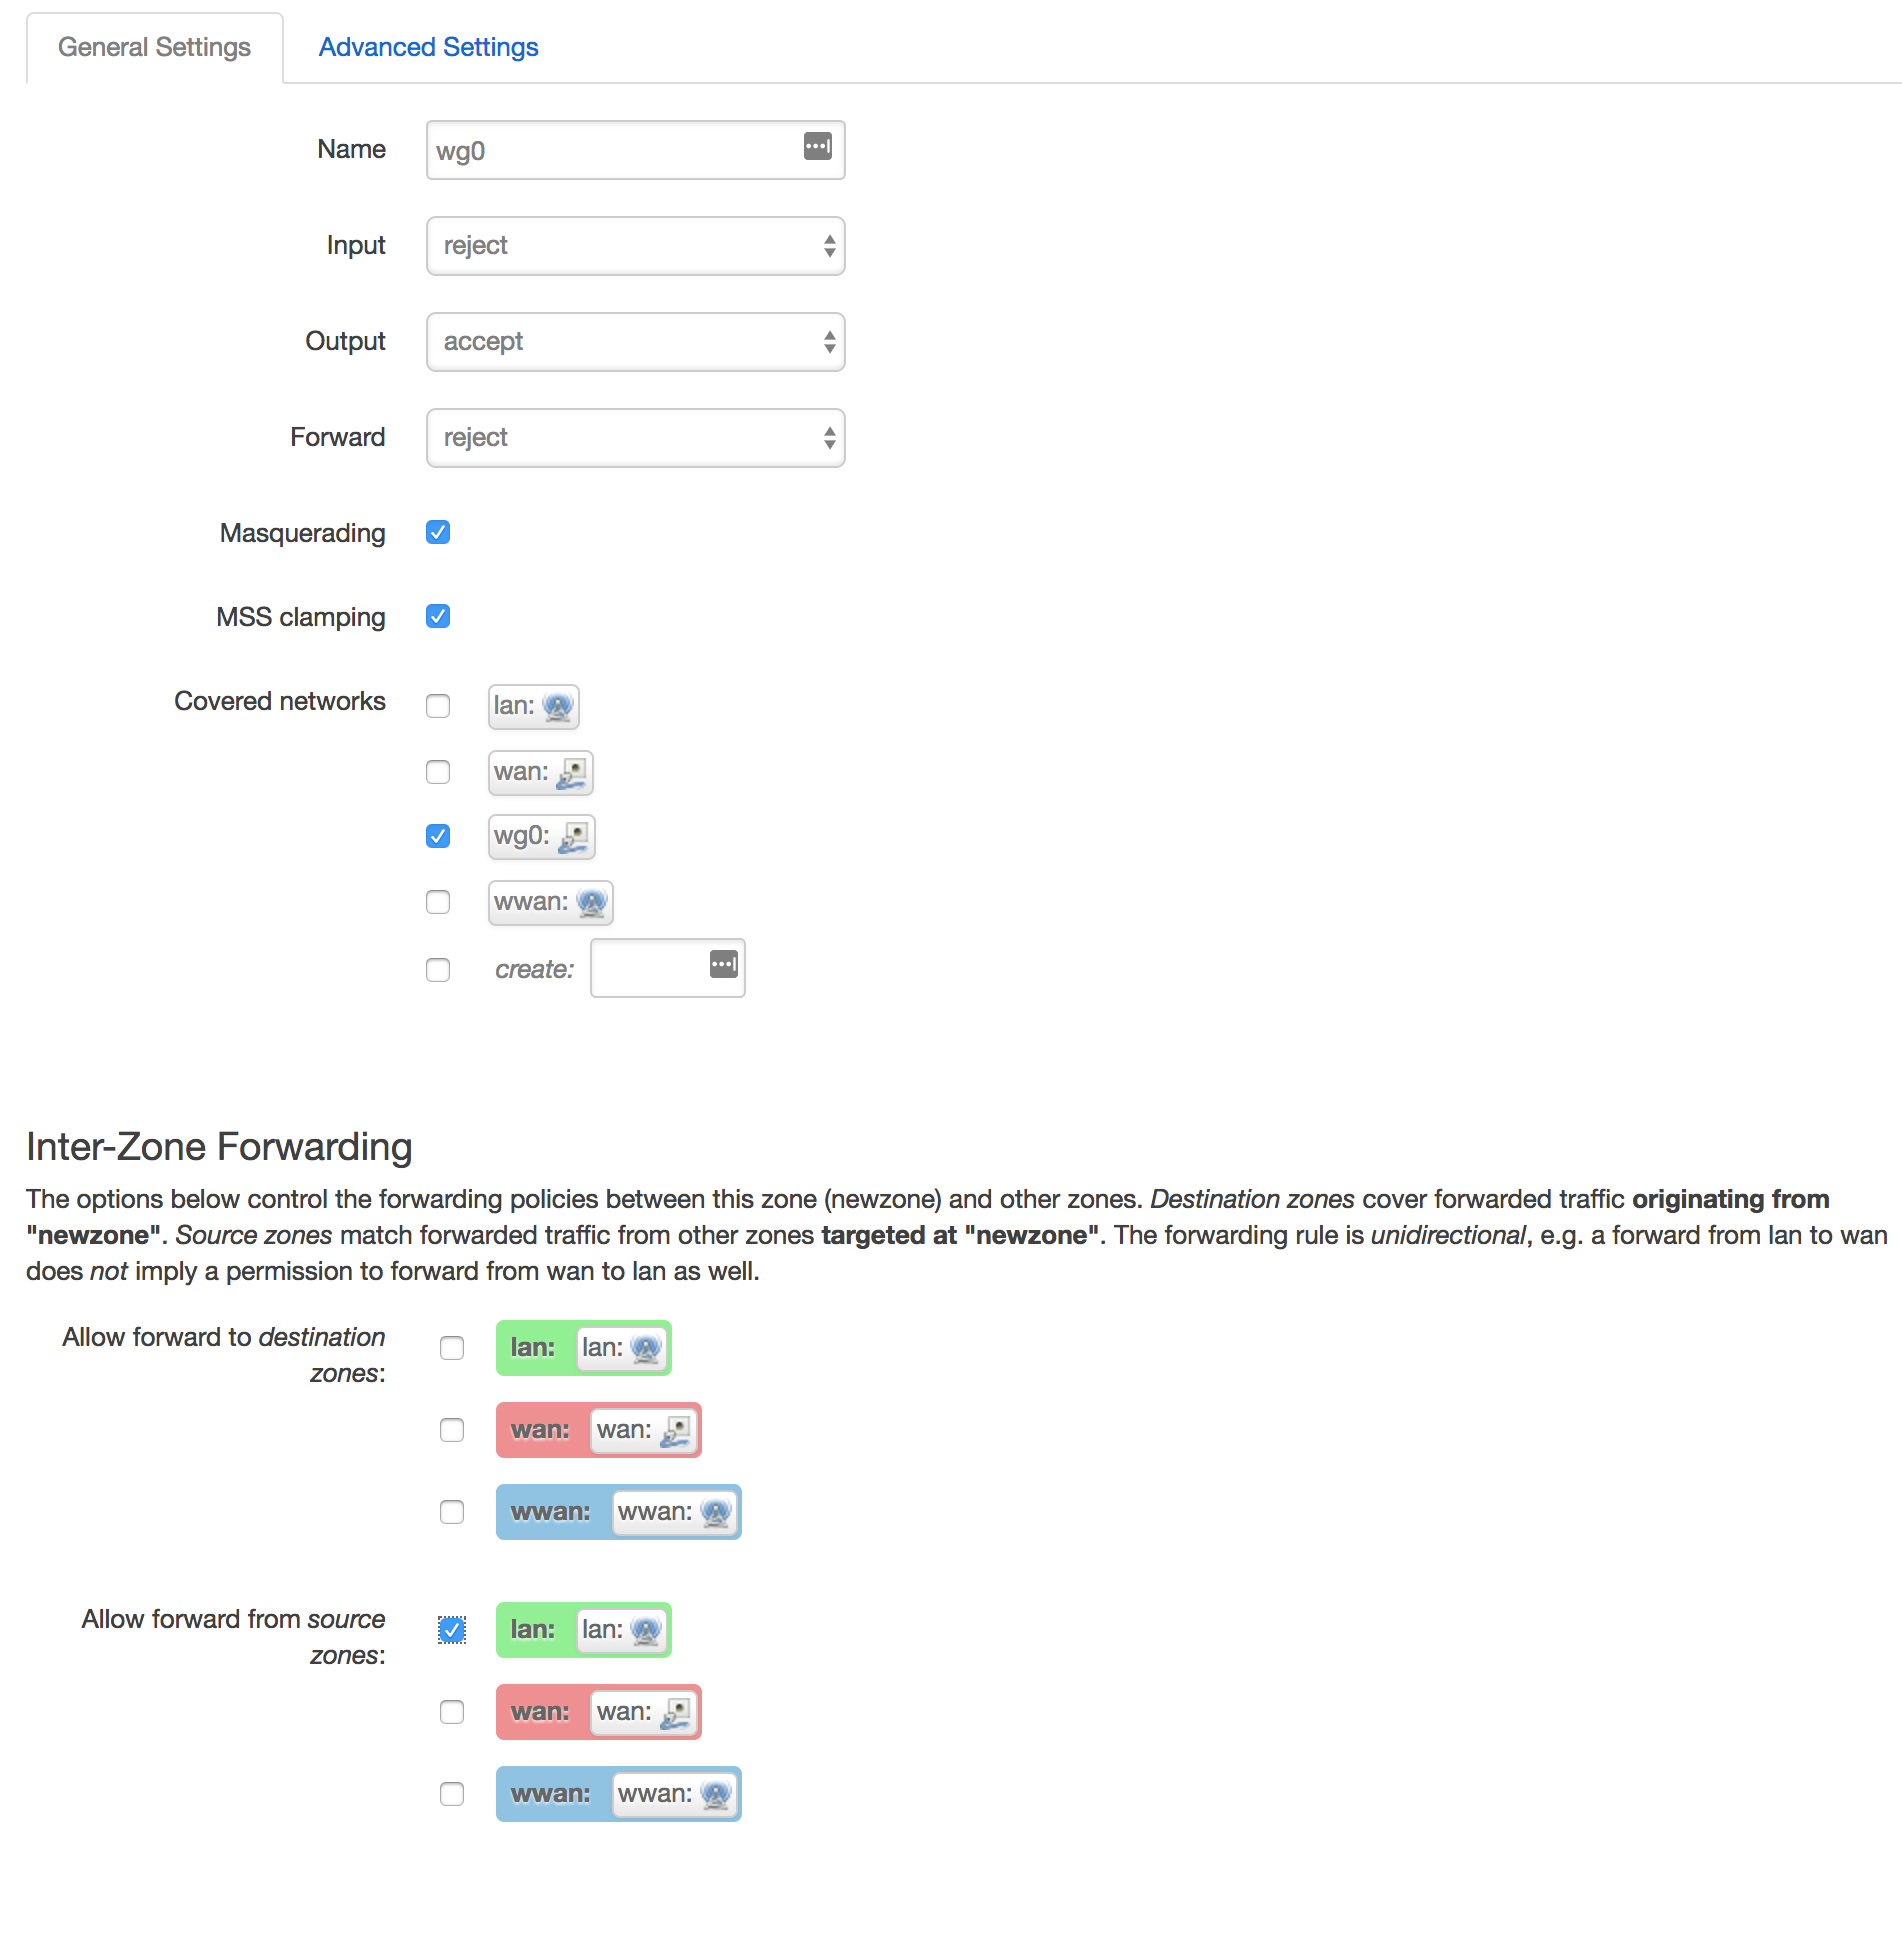 General Settings
Advanced Settings
Name
wg0
Input
reject
Output
accept
Forward
reject
Masquerading
MSS clamping
Covered networks
lan:
wan:
wg0:
wwan:
create:
Inter-Zone Forwarding
The options below control the forwarding policies between this zone (newzone) and other zones. Destination zones cover forwarded traffic originating from
"newzone". Source zones match forwarded traffic from other zones targeted at "newzone". The forwarding rule is unidirectional, e.g. a forward from lan to wan
does not imply a permission to forward from wan to lan as well.
Allow forward to destination
zones:
lan: lan:
wan: wan:
wwan: wwan:
Allow forward from source
zones:
lan: lan:
wan: wan:
wwan: wwan: